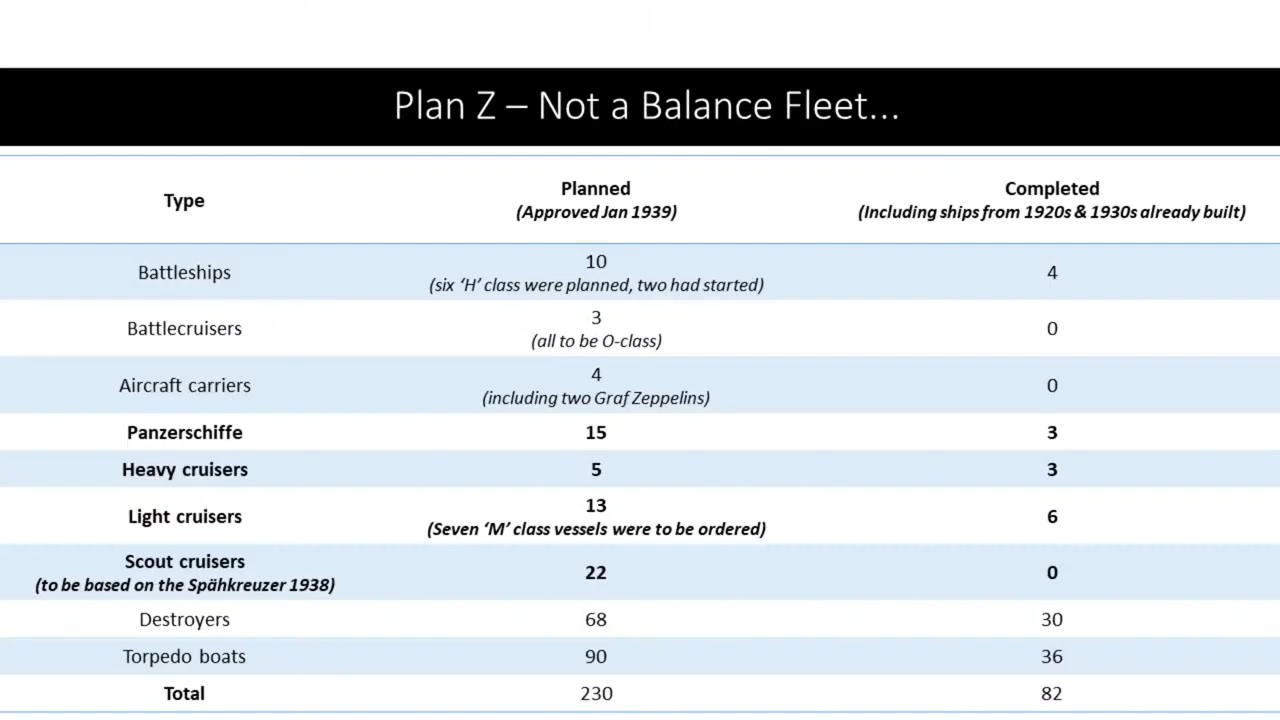 Plan Z – Not a Balance Fleet...
Type Planned Completed
(Approved Jan 1939) (Including ships from 1920s & 1930s already built)
Battleships 10 4
(six ‘H’ class were planned, two had started)
Battlecruisers 3 0
(all to be O-class)
Aircraft carriers 4 0
(including two Graf Zeppelins)
Panzerschiffe 15 3
Heavy cruisers 5 3
Light cruisers 13 6
(Seven ‘M’ class vessels were to be ordered)
Scout cruisers 22 0
(to be based on the Spähkreuzer 1938)
Destroyers 68 30
Torpedo boats 90 36
Total 230 82